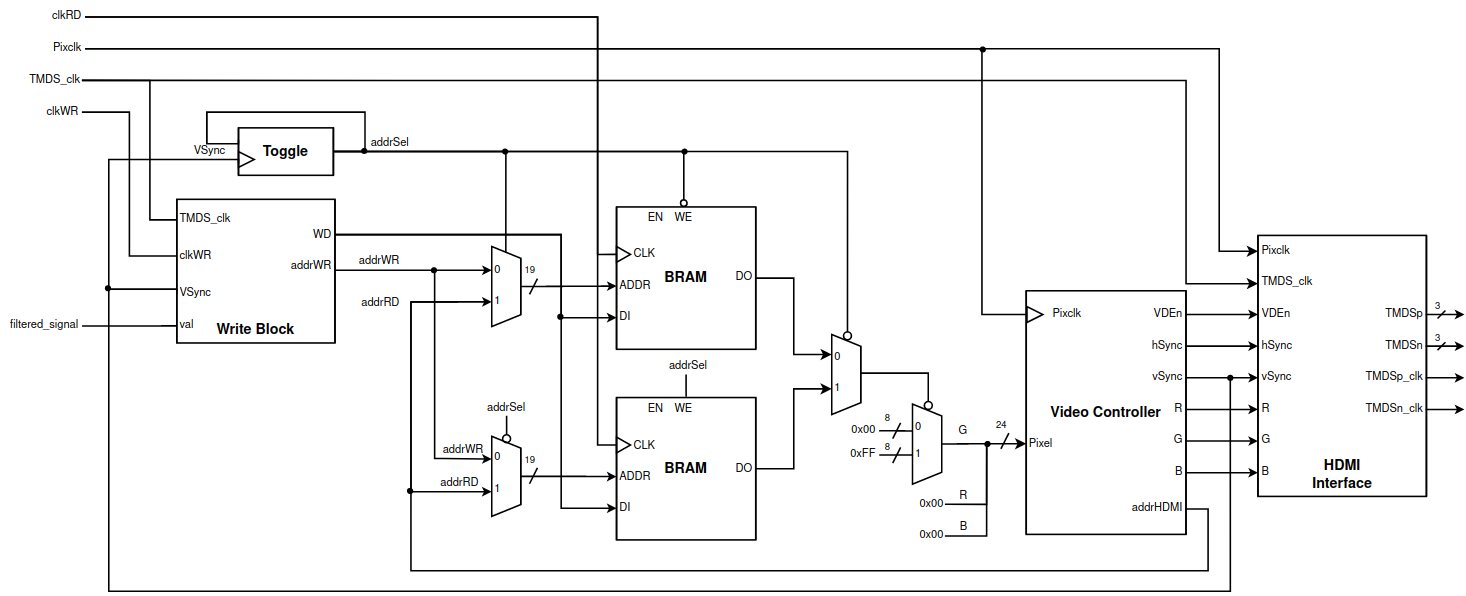 clkRD
Pixclk
TMDS_clk
clkWR
VSync
Toggle
addrSel
TMDS_clk
clkWR
VSync
filtered_signal
val
Write Block
WD
addrWR
addrWR
addrRD
0
1
19
EN WE
CLK
ADDR
DI
BRAM
DO
addrSel
addrSel
addrWR
addrRD
0
1
19
EN WE
CLK
ADDR
DI
BRAM
DO
0
1
0x00
8
0xFF
8
0
1
G
24
R
0x00
B
0x00
Pixclk
Pixel
Video Controller
VDEn
hSync
vSync
R
G
B
addrHDMI
Pixclk
TMDS_clk
VDEn
hSync
vSync
R
G
B
HDMI
Interface
TMDSp
3
TMDSn
3
TMDSp_clk
TMDSn_clk